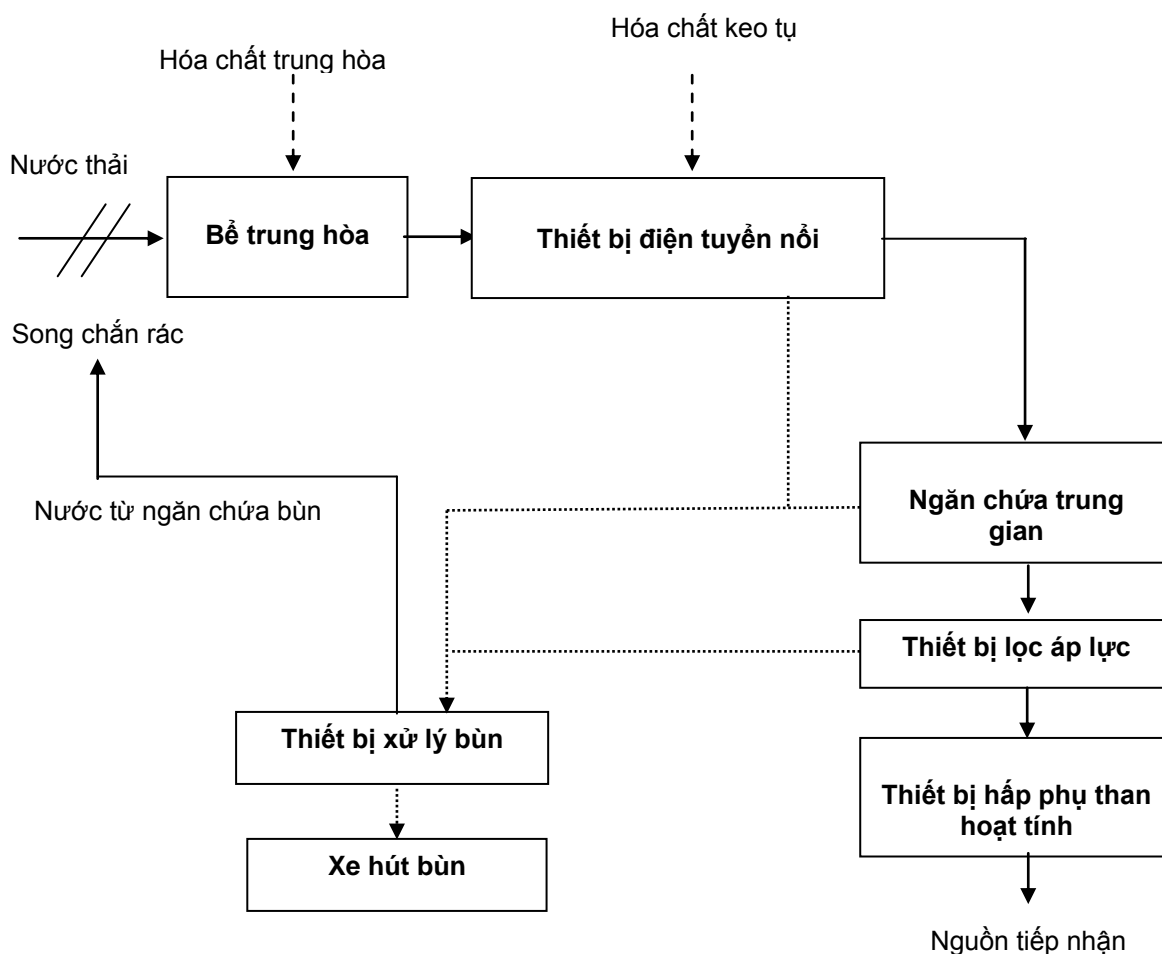 Hóa chất keo tụ
Hóa chất trung hòa
Nước thải
Bể trung hòa
Thiết bị điện tuyển nổi
Song chắn rác
Nước từ ngăn chứa bùn
Ngăn chứa trung
gian
Thiết bị lọc áp lực
Thiết bị xử lý bùn
Thiết bị hấp phụ than
hoạt tính
Xe hút bùn
Nguồn tiếp nhận